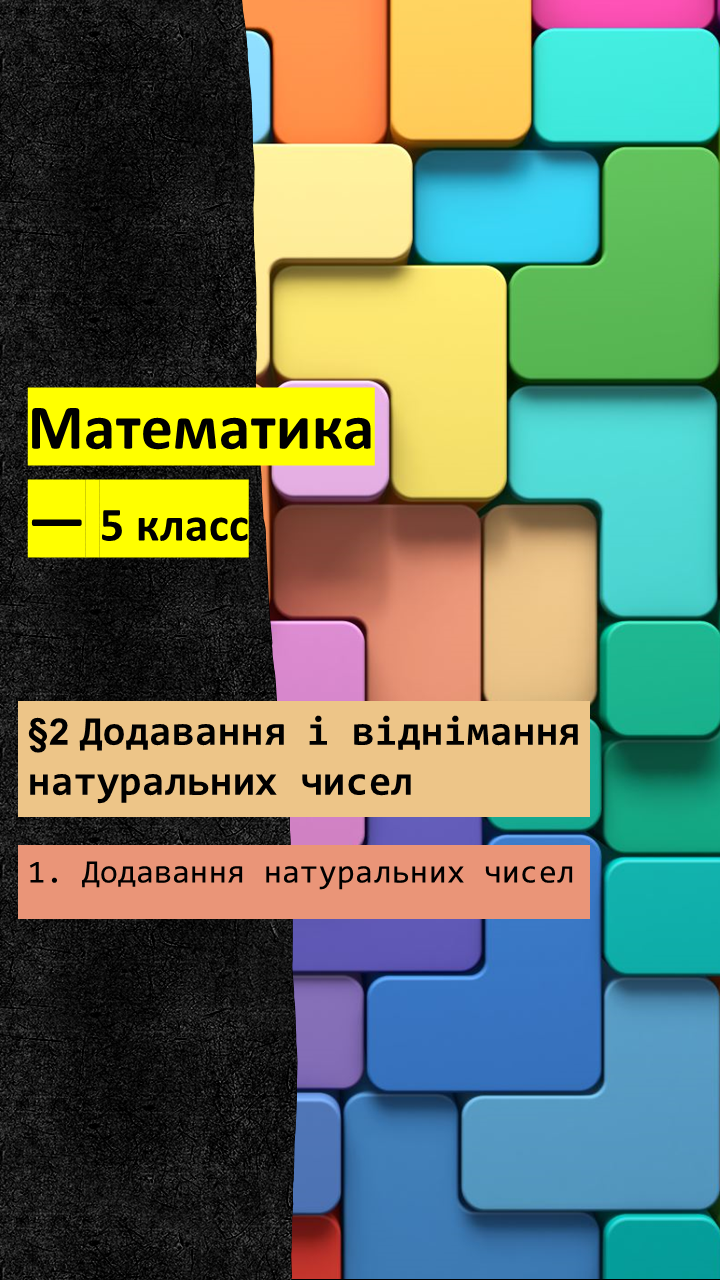 Математика
— 5 класс
§2 Додавання і віднімання
натуральних чисел
1. Додавання натуральних чисел